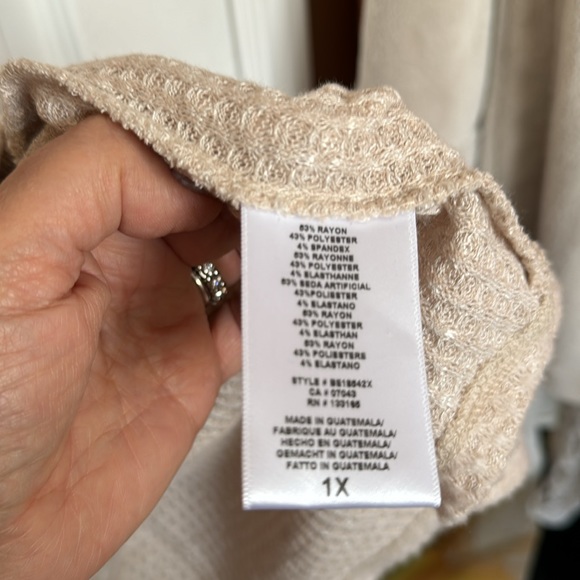 53% RAYON
43% POLYESTER
4% SPANDEX
53% RAYONNE
43% POLYESTER
4% ELASTHANNE
53% SEDA ARTIFICIAL
43%POLIESTER
4% ELASTANO
53% RAYON
43% POLYESTER
4% ELASTHAN
53% RAYON
43% POLIESTERE
4% ELASTANO
STYLE #
CA # 07043
RN #
MADE IN GUATEMALA/
FABRIQUE AU GUATEMALA/
HECHO EN GUATEMALA/
GEMACHT IN GUATEMALA/
FATTO IN GUATEMALA
1X